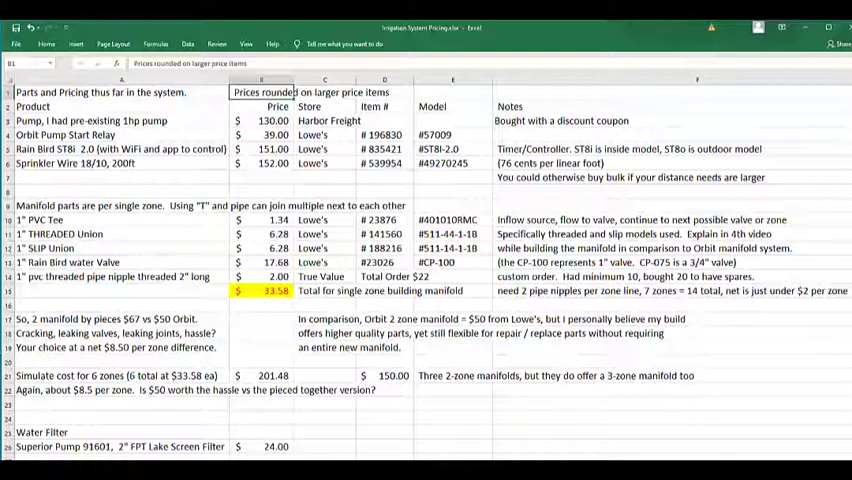 Irrigation System Pricing.xlsx - Excel
File Home Insert Page Layout Formulas Data Review View Help Tell me what you want to do Share
B1 fx Prices rounded on larger price items
A B C D E F
1 Parts and Pricing thus far in the system. Prices rounded on larger price items
2 Product Price Store Item # Model Notes
3 Pump, I had pre-existing 1hp pump $ 130.00 Harbor Freight Bought with a discount coupon
4 Orbit Pump Start Relay $ 39.00 Lowe's # 196830 #57009
5 Rain Bird ST8i 2.0 (with WiFi and app to control) $ 151.00 Lowe's # 835421 #ST8I-2.0 Timer/Controller. ST8i is inside model, ST8o is outdoor model
6 Sprinkler Wire 18/10, 200ft $ 152.00 Lowe's # 539954 #49270245 (76 cents per linear foot)
7 You could otherwise buy bulk if your distance needs are larger
8
9 Manifold parts are per single zone. Using "T" and pipe can join multiple next to each other
10 1" PVC Tee $ 1.34 Lowe's # 23876 #401010RMC Inflow source, flow to valve, continue to next possible valve or zone
11 1" THREADED Union $ 6.28 Lowe's # 141560 #511-44-1-1B Specifically threaded and slip models used. Explain in 4th video
12 1" SLIP Union $ 6.28 Lowe's # 188216 #511-14-1-1B while building the manifold in comparison to Orbit manifold system.
13 1" Rain Bird water Valve $ 17.68 Lowe's #23026 #CP-100 (the CP-100 represents 1" valve. CP-075 is a 3/4" valve)
14 1" pvc threaded pipe nipple threaded 2" long $ 2.00 True Value Total Order $22 custom order. Had minimum 10, bought 20 to have spares.
15 $ 33.58 Total for single zone building manifold need 2 pipe nipples per zone line, 7 zones = 14 total, net is just under $2 per zone
16
17 So, 2 manifold by pieces $67 vs $50 Orbit. In comparison, Orbit 2 zone manifold = $50 from Lowe's, but I personally believe my build
18 Cracking, leaking valves, leaking joints, hassle? offers higher quality parts, yet still flexible for repair / replace parts without requiring
19 Your choice at a net $8.50 per zone difference. an entire new manifold.
20
21 Simulate cost for 6 zones (6 total at $33.58 ea) $ 201.48 $ 150.00 Three 2-zone manifolds, but they do offer a 3-zone manifold too
22 Again, about $8.5 per zone. Is $50 worth the hassle vs the pieced together version?
23
24
25 Water Filter
26 Superior Pump 91601, 2" FPT Lake Screen Filter $ 24.00